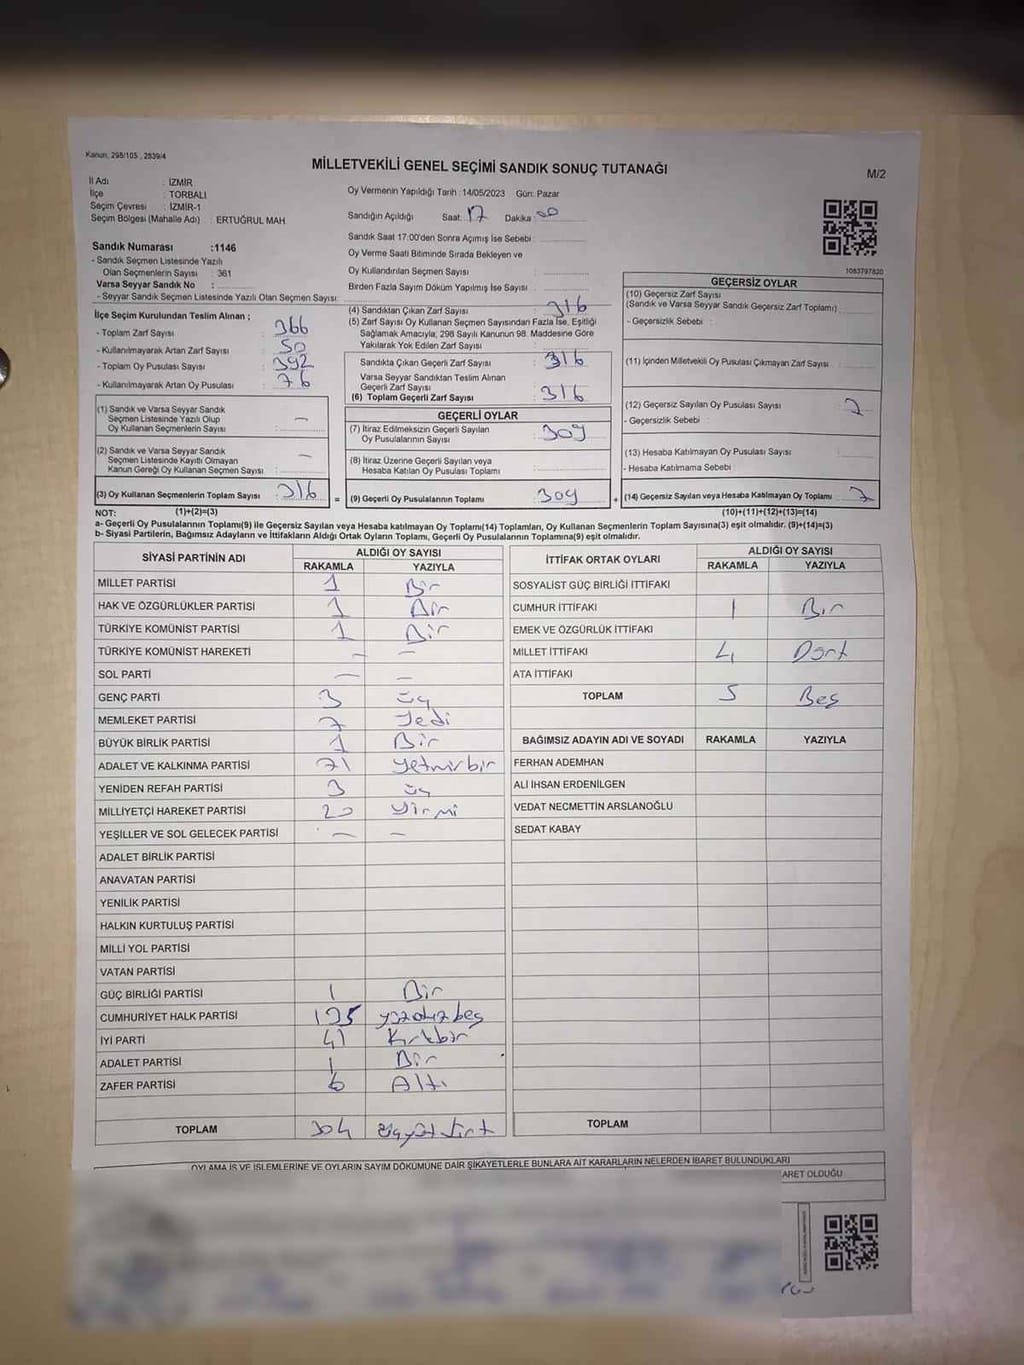 Kanun, 298/105 , 2839/4
MİLLETVEKİLİ GENEL SEÇİMİ SANDIK SONUÇ TUTANAĞI
M/2
İl Adı : İZMİR
İlçe : TORBALI
Seçim Çevresi : İZMİR-1
Seçim Bölgesi (Mahalle Adı) : ERTUĞRUL MAH
Oy Vermenin Yapıldığı Tarih :14/05/2023 Gün: Pazar
Sandığın Açıldığı Saat: 17 Dakika 00
Sandık Saat 17:00'den Sonra Açımış İse Sebebi :
Oy Verme Saati Bitiminde Sırada Bekleyen ve
Oy Kullandırılan Seçmen Sayısı
Birden Fazla Sayım Döküm Yapılmış İse Sayısı
Sandık Numarası :1146
- Sandık Seçmen Listesinde Yazılı
Olan Seçmenlerin Sayısı : 361
Varsa Seyyar Sandık No :
- Seyyar Sandık Seçmen Listesinde Yazılı Olan Seçmen Sayısı:
İlçe Seçim Kurulundan Teslim Alınan ;
- Toplam Zarf Sayısı 366
- Kullanılmayarak Artan Zarf Sayısı 50
- Toplam Oy Pusulası Sayısı 392
- Kullanılmayarak Artan Oy Pusulası 76
(1) Sandık ve Varsa Seyyar Sandık
Seçmen Listesinde Yazılı Olup
Oy Kullanan Seçmenlerin Sayısı : —
(2) Sandık ve Varsa Seyyar Sandık
Seçmen Listesinde Kayıtlı Olmayan
Kanun Gereği Oy Kullanan Seçmen Sayısı : —
(3) Oy Kullanan Seçmenlerin Toplam Sayısı : 316
(4) Sandıktan Çıkan Zarf Sayısı 316
(5) Zarf Sayısı Oy Kullanan Seçmen Sayısından Fazla İse, Eşitliği
Sağlamak Amacıyla, 298 Sayılı Kanunun 98. Maddesine Göre
Yakılarak Yok Edilen Zarf Sayısı
Sandıkta Çıkan Geçerli Zarf Sayısı : 316
Varsa Seyyar Sandıktan Teslim Alınan
Geçerli Zarf Sayısı
(6) Toplam Geçerli Zarf Sayısı : 316
GEÇERLİ OYLAR
(7) İtiraz Edilmeksizin Geçerli Sayılan
Oy Pusulalarının Sayısı : 309
(8) İtiraz Üzerine Geçerli Sayılan veya
Hesaba Katılan Oy Pusulası Toplamı :
= (9) Geçerli Oy Pusulalarının Toplamı : 309
1083797820
GEÇERSİZ OYLAR
(10) Geçersiz Zarf Sayısı
(Sandık ve Varsa Seyyar Sandık Geçersiz Zarf Toplamı) :
- Geçersizlik Sebebi :
(11) İçinden Milletvekili Oy Pusulası Çıkmayan Zarf Sayısı :
(12) Geçersiz Sayılan Oy Pusulası Sayısı 7
- Geçersizlik Sebebi :
(13) Hesaba Katılmayan Oy Pusulası Sayısı
- Hesaba Katılmama Sebebi
+ (14) Geçersiz Sayılan veya Hesaba Katılmayan Oy Toplamı : 7
NOT: (1)+(2)=(3)
(10)+(11)+(12)+(13)=(14)
a- Geçerli Oy Pusulalarının Toplamı(9) ile Geçersiz Sayılan veya Hesaba katılmayan Oy Toplamı(14) Toplamları, Oy Kullanan Seçmenlerin Toplam Sayısına(3) eşit olmalıdır. (9)+(14)=(3)
b- Siyasi Partilerin, Bağımsız Adayların ve İttifakların Aldığı Ortak Oyların Toplamı, Geçerli Oy Pusulalarının Toplamına(9) eşit olmalıdır.
SİYASİ PARTİNİN ADI ALDIĞI OY SAYISI
RAKAMLA YAZIYLA
MİLLET PARTİSİ 1 Bir
HAK VE ÖZGÜRLÜKLER PARTİSİ 1 Bir
TÜRKİYE KOMÜNİST PARTİSİ 1 Bir
TÜRKİYE KOMÜNİST HAREKETİ — —
SOL PARTİ — —
GENÇ PARTİ 3 üç
MEMLEKET PARTİSİ 7 Yedi
BÜYÜK BİRLİK PARTİSİ 1 Bir
ADALET VE KALKINMA PARTİSİ 71 yetmirbir
YENİDEN REFAH PARTİSİ 3 üç
MİLLİYETÇİ HAREKET PARTİSİ 20 Yirmi
YEŞİLLER VE SOL GELECEK PARTİSİ — —
ADALET BİRLİK PARTİSİ
ANAVATAN PARTİSİ
YENİLİK PARTİSİ
HALKIN KURTULUŞ PARTİSİ
MİLLİ YOL PARTİSİ
VATAN PARTİSİ
GÜÇ BİRLİĞİ PARTİSİ 1 Bir
CUMHURİYET HALK PARTİSİ
İYİ PARTİ 41 Kırkbir
ADALET PARTİSİ 1 Bir
ZAFER PARTİSİ 6 Altı
TOPLAM 304
İTTİFAK ORTAK OYLARI ALDIĞI OY SAYISI
RAKAMLA YAZIYLA
SOSYALİST GÜÇ BİRLİĞİ İTTİFAKI
CUMHUR İTTİFAKI 1 Bir
EMEK VE ÖZGÜRLÜK İTTİFAKI
MİLLET İTTİFAKI 4 Dört
ATA İTTİFAKI
TOPLAM 5 Beş
BAĞIMSIZ ADAYIN ADI VE SOYADI RAKAMLA YAZIYLA
FERHAN ADEMHAN
ALİ İHSAN ERDENİLGEN
VEDAT NECMETTİN ARSLANOĞLU
SEDAT KABAY
TOPLAM
OYLAMA İŞ VE İŞLEMLERİNE VE OYLARIN SAYIM DÖKÜMÜNE DAİR ŞİKAYETLERLE BUNLARA AİT KARARLARIN NELERDEN İBARET BULUNDUKLARI
ARET OLDUĞU